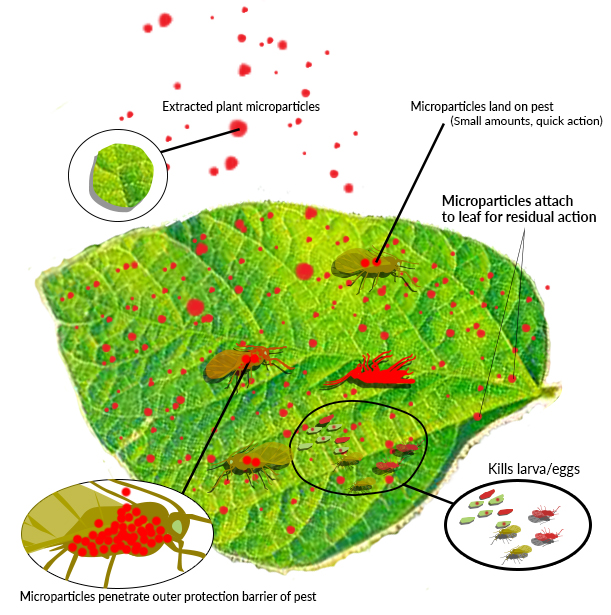 Extracted plant microparticles
Microparticles land on pest
(Small amounts, quick action)
Microparticles attach
to leaf for residual action
Kills larva/eggs
Microparticles penetrate outer protection barrier of pest